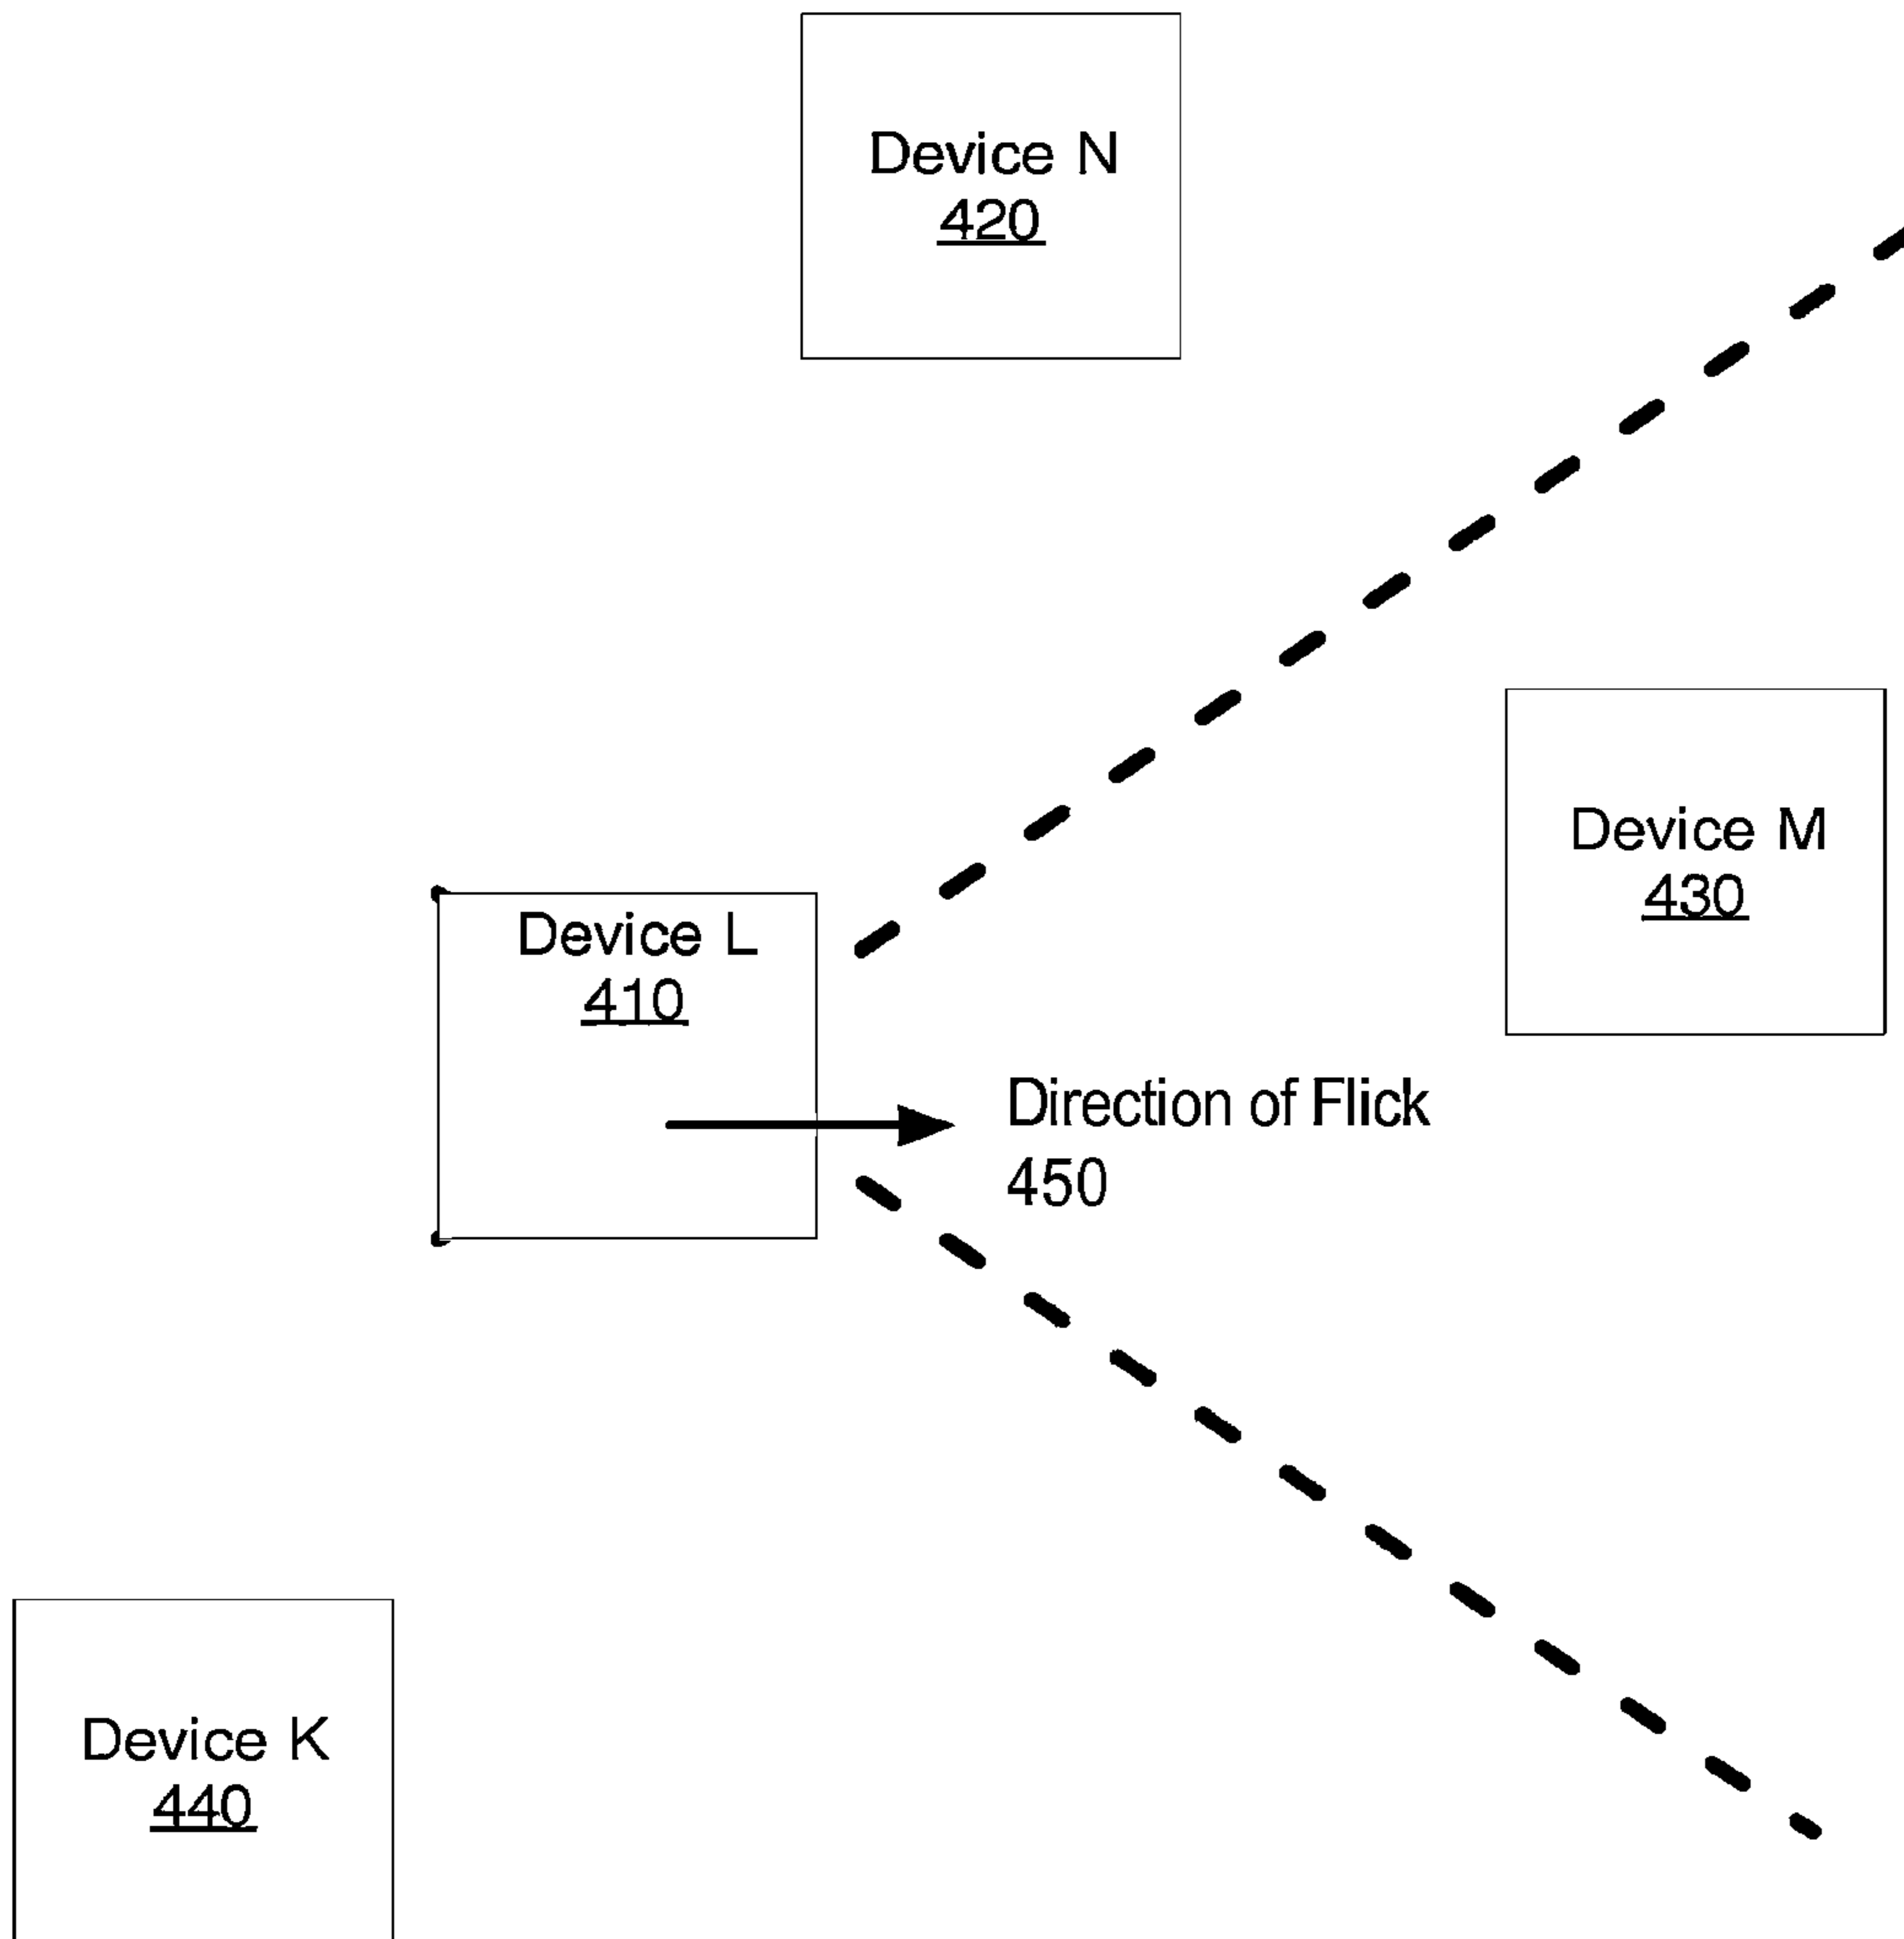 Device N
420
Device M
430
Device L
410
Direction of Flick
450
Device K
440